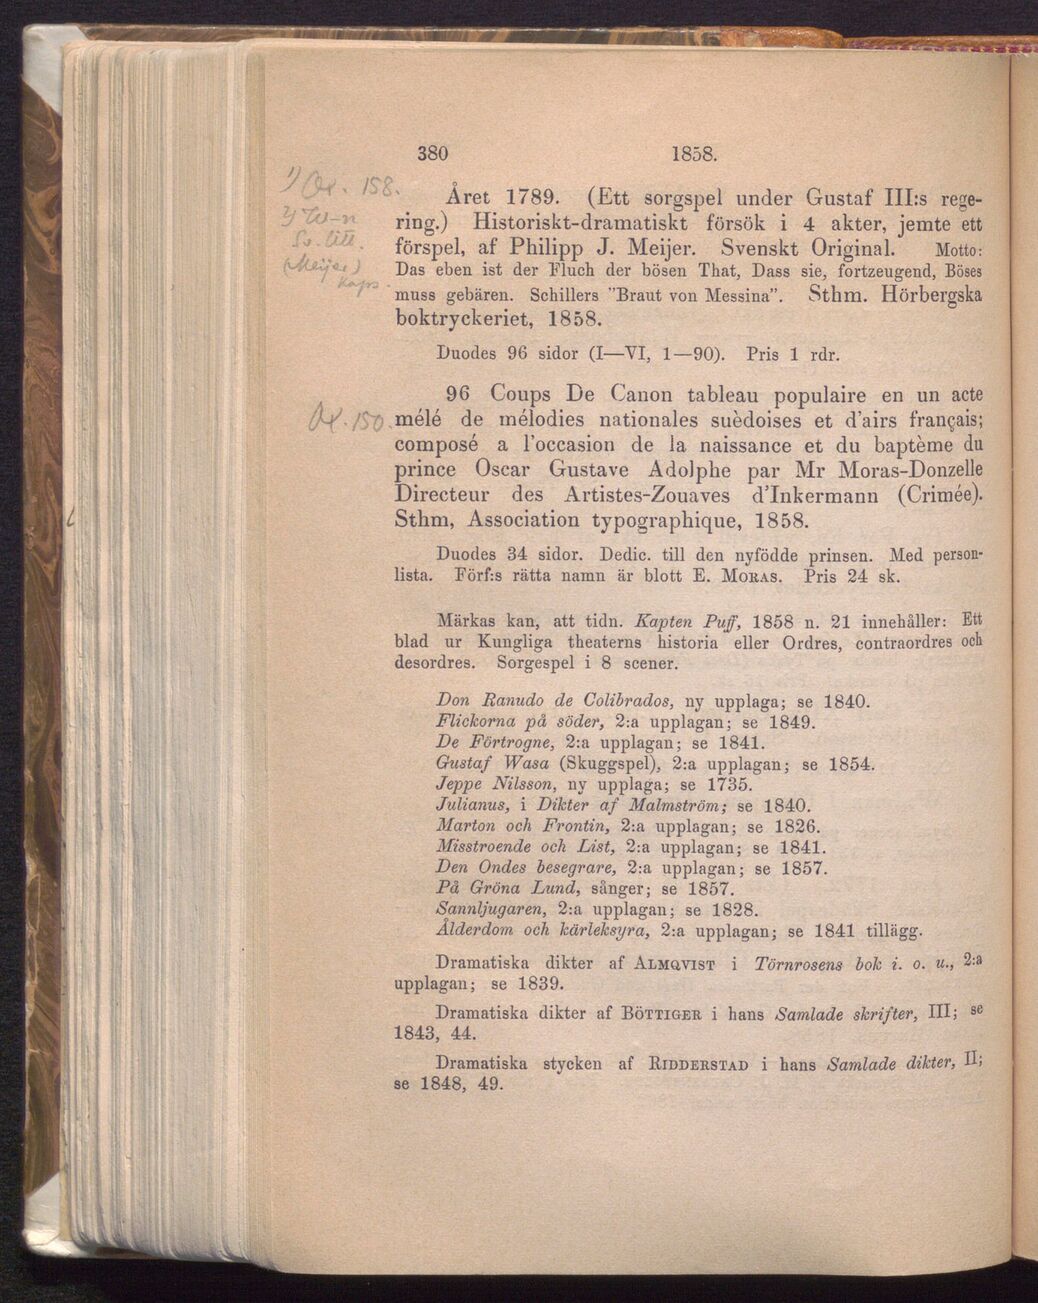 380 1858.
1) Ox. 158.
Året 1789. (Ett sorgspel under Gustaf III:s rege-
ring.) Historiskt-dramatiskt försök i 4 akter, jemte ett
förspel, af Philipp J. Meijer. Svenskt Original. Motto:
Das eben ist der Fluch der bösen That, Dass sie, fortzeugend, Böses
muss gebären. Schillers "Braut von Messina". Sthm. Hörbergska
boktryckeriet, 1858.
2)
Sv. litt.
(Meijer)
Kaps.
Duodes 96 sidor (I—VI, 1—90). Pris 1 rdr.
96 Coups De Canon tableau populaire en un acte
Ox. 150.
mélé de mélodies nationales suèdoises et d'airs français;
composé a l'occasion de la naissance et du baptème du
prince Oscar Gustave Adolphe par Mr Moras-Donzelle
Directeur des Artistes-Zouaves d'Inkermann (Crimée).
Sthm, Association typographique, 1858.
Duodes 34 sidor. Dedic. till den nyfödde prinsen. Med person-
lista. Förf:s rätta namn är blott E. MORAS. Pris 24 sk.
Märkas kan, att tidn. Kapten Puff, 1858 n. 21 innehåller: Ett
blad ur Kungliga theaterns historia eller Ordres, contraordres och
desordres. Sorgespel i 8 scener.
Don Ranudo de Colibrados, ny upplaga; se 1840.
Flickorna på söder, 2:a upplagan; se 1849.
De Förtrogne, 2:a upplagan; se 1841.
Gustaf Wasa (Skuggspel), 2:a upplagan; se 1854.
Jeppe Nilsson, ny upplaga; se 1735.
Julianus, i Dikter af Malmström; se 1840.
Marton och Frontin, 2:a upplagan; se 1826.
Misstroende och List, 2:a upplagan; se 1841.
Den Ondes besegrare, 2:a upplagan; se 1857.
På Gröna Lund, sånger; se 1857.
Sannljugaren, 2:a upplagan; se 1828.
Ålderdom och kärleksyra, 2:a upplagan; se 1841 tillägg.
Dramatiska dikter af ALMQVIST i Törnrosens bok i. o. u., 2:a
upplagan; se 1839.
Dramatiska dikter af BÖTTIGER i hans Samlade skrifter, III; se
1843, 44.
Dramatiska stycken af RIDDERSTAD i hans Samlade dikter, II;
se 1848, 49.